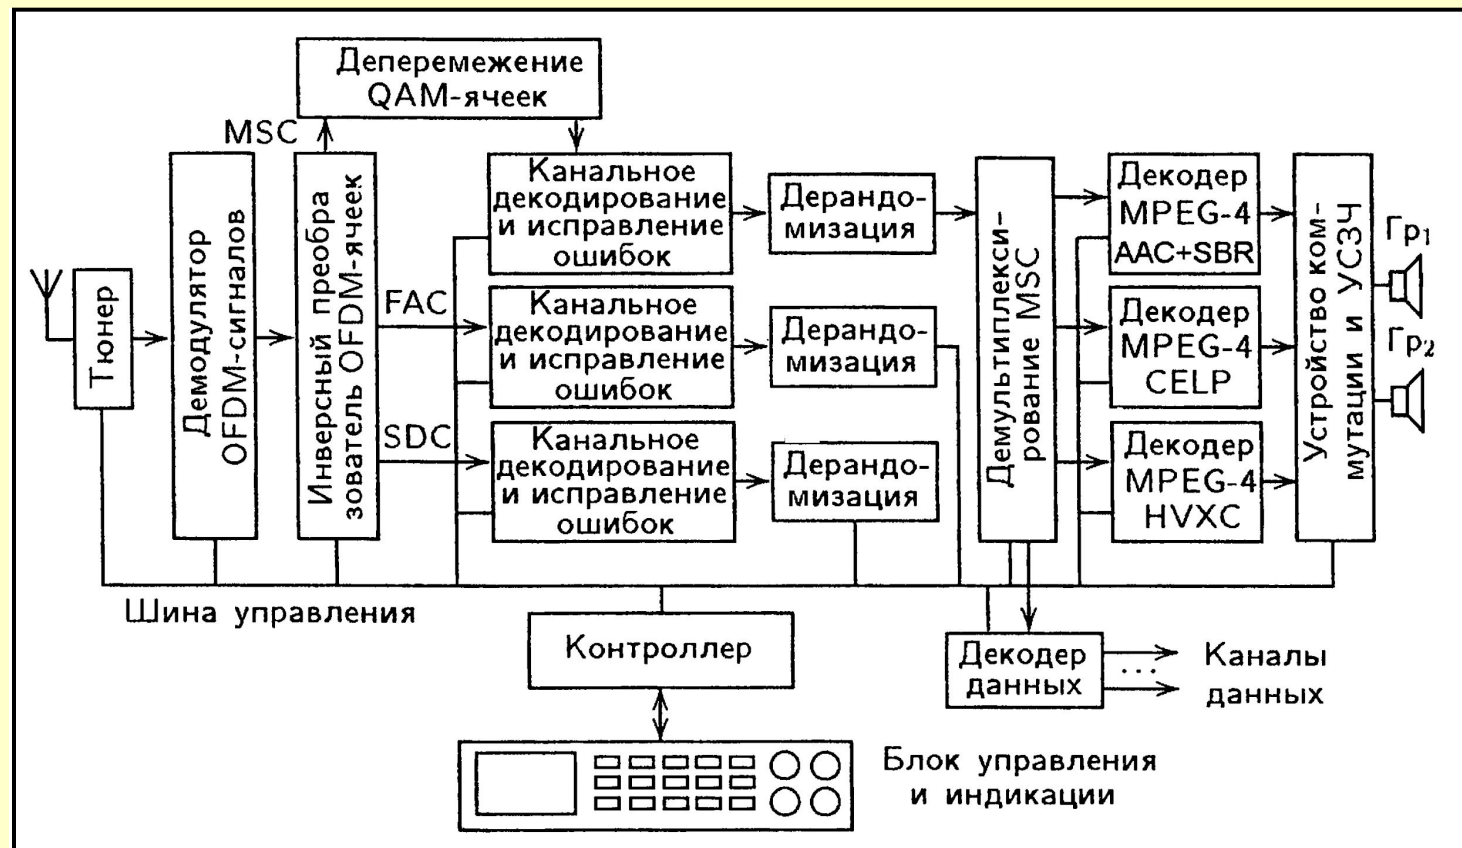 Деперемежение
QAM-ячеек
MSC
Тюнер
Демодулятор
OFDM-сигналов
Инверсный преобра
зователь OFDM-ячеек
FAC
SDC
Канальное
декодирование
и исправление
ошибок
Дерандо-
мизация
Канальное
декодирование
и исправление
ошибок
Дерандо-
мизация
Канальное
декодирование
и исправление
ошибок
Дерандо-
мизация
Демультиплекси-
рование MSC
Декодер
MPEG-4
AAC+SBR
Декодер
MPEG-4
CELP
Декодер
MPEG-4
HVXC
Устройство ком-
мутации и УСЗЧ
Гр1
Гр2
Шина управления
Контроллер
Декодер
данных
...
Каналы
данных
Блок управления
и индикации